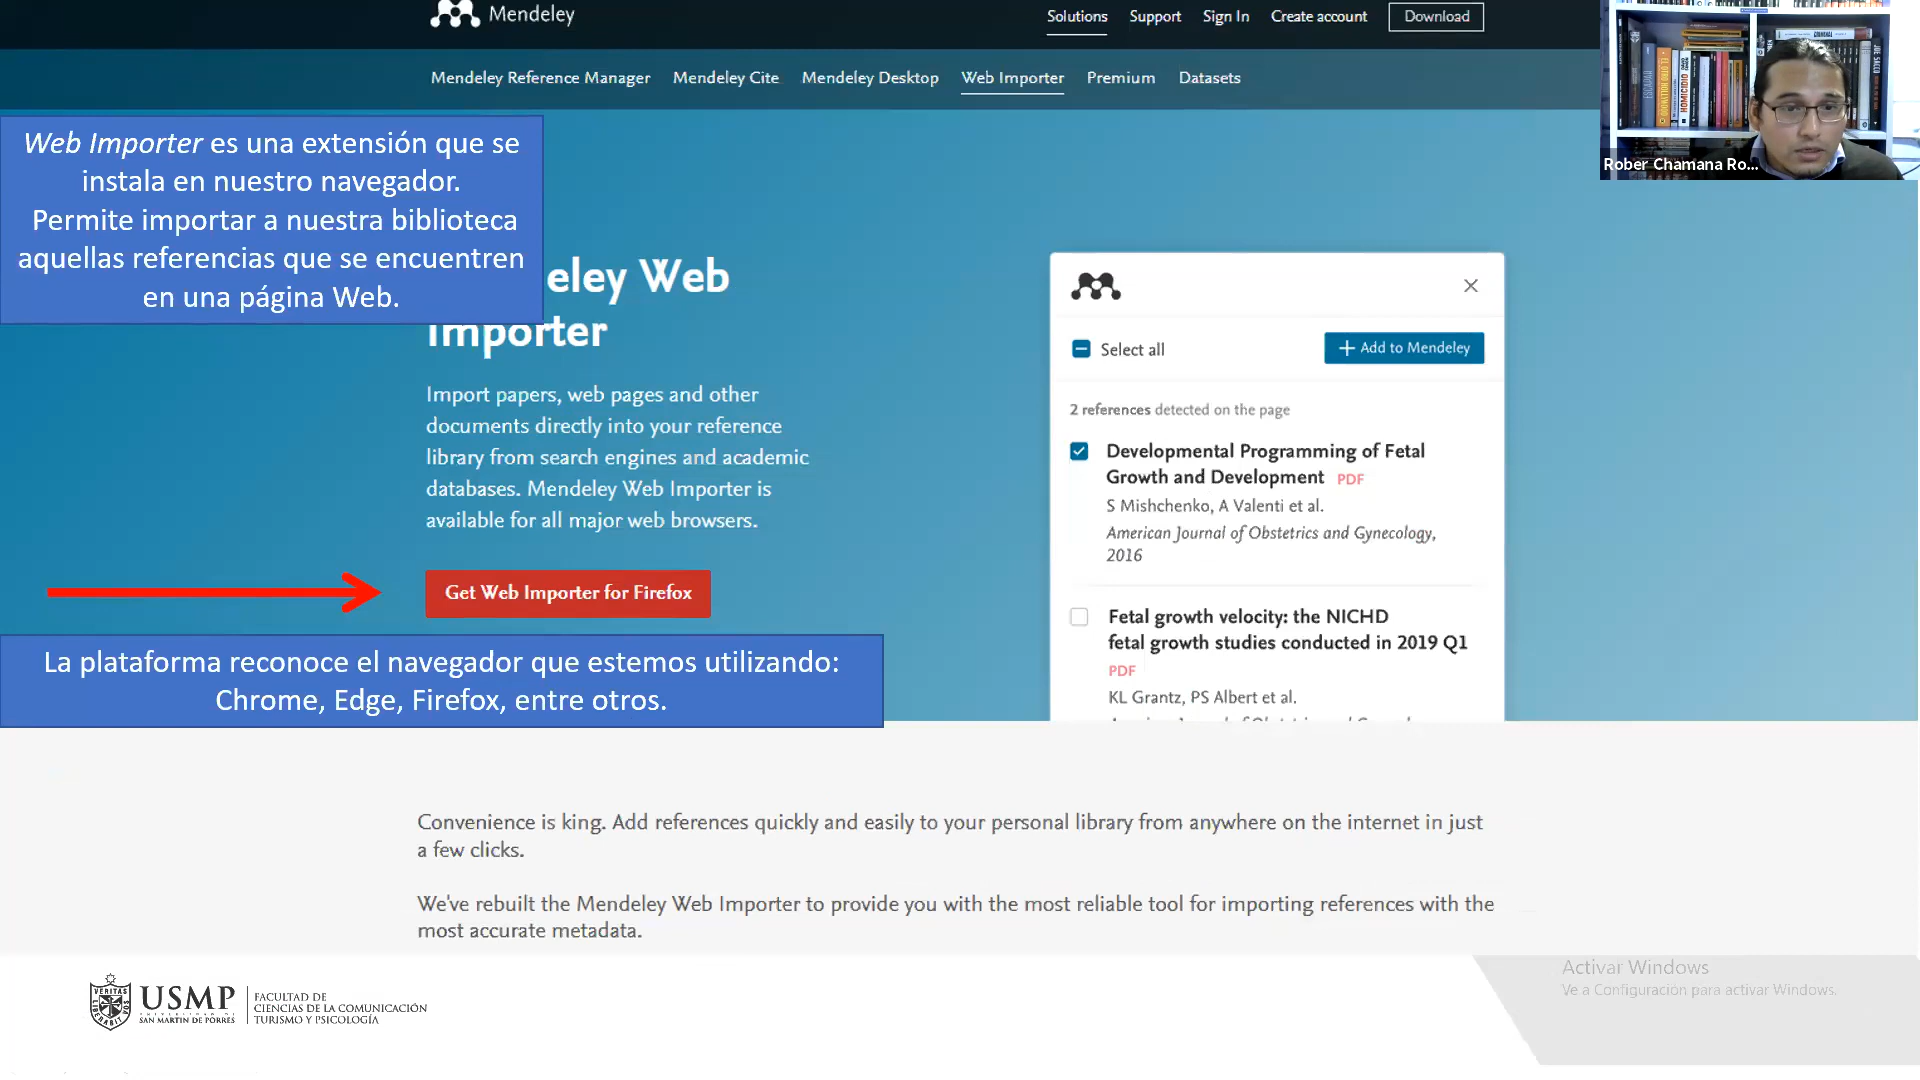 Mendeley
Solutions Support Sign In Create account Download
Mendeley Reference Manager Mendeley Cite Mendeley Desktop Web Importer Premium Datasets
Web Importer es una extensión que se
instala en nuestro navegador.
Permite importar a nuestra biblioteca
aquellas referencias que se encuentren
en una página Web.
eley Web
Importer
Import papers, web pages and other
documents directly into your reference
library from search engines and academic
databases. Mendeley Web Importer is
available for all major web browsers.
Get Web Importer for Firefox
La plataforma reconoce el navegador que estemos utilizando:
Chrome, Edge, Firefox, entre otros.
Select all
+ Add to Mendeley
2 references detected on the page
Developmental Programming of Fetal
Growth and Development PDF
S Mishchenko, A Valenti et al.
American Journal of Obstetrics and Gynecology,
2016
Fetal growth velocity: the NICHD
fetal growth studies conducted in 2019 Q1
PDF
KL Grantz, PS Albert et al.
Convenience is king. Add references quickly and easily to your personal library from anywhere on the internet in just
a few clicks.
We've rebuilt the Mendeley Web Importer to provide you with the most reliable tool for importing references with the
most accurate metadata.
Rober Chamana Ro...
HOMICIDIO
VERITAS
USMP
SAN MARTIN DE PORRES
FACULTAD DE
CIENCIAS DE LA COMUNICACIÓN
TURISMO Y PSICOLOGÍA
Activar Windows
Ve a Configuración para activar Windows.